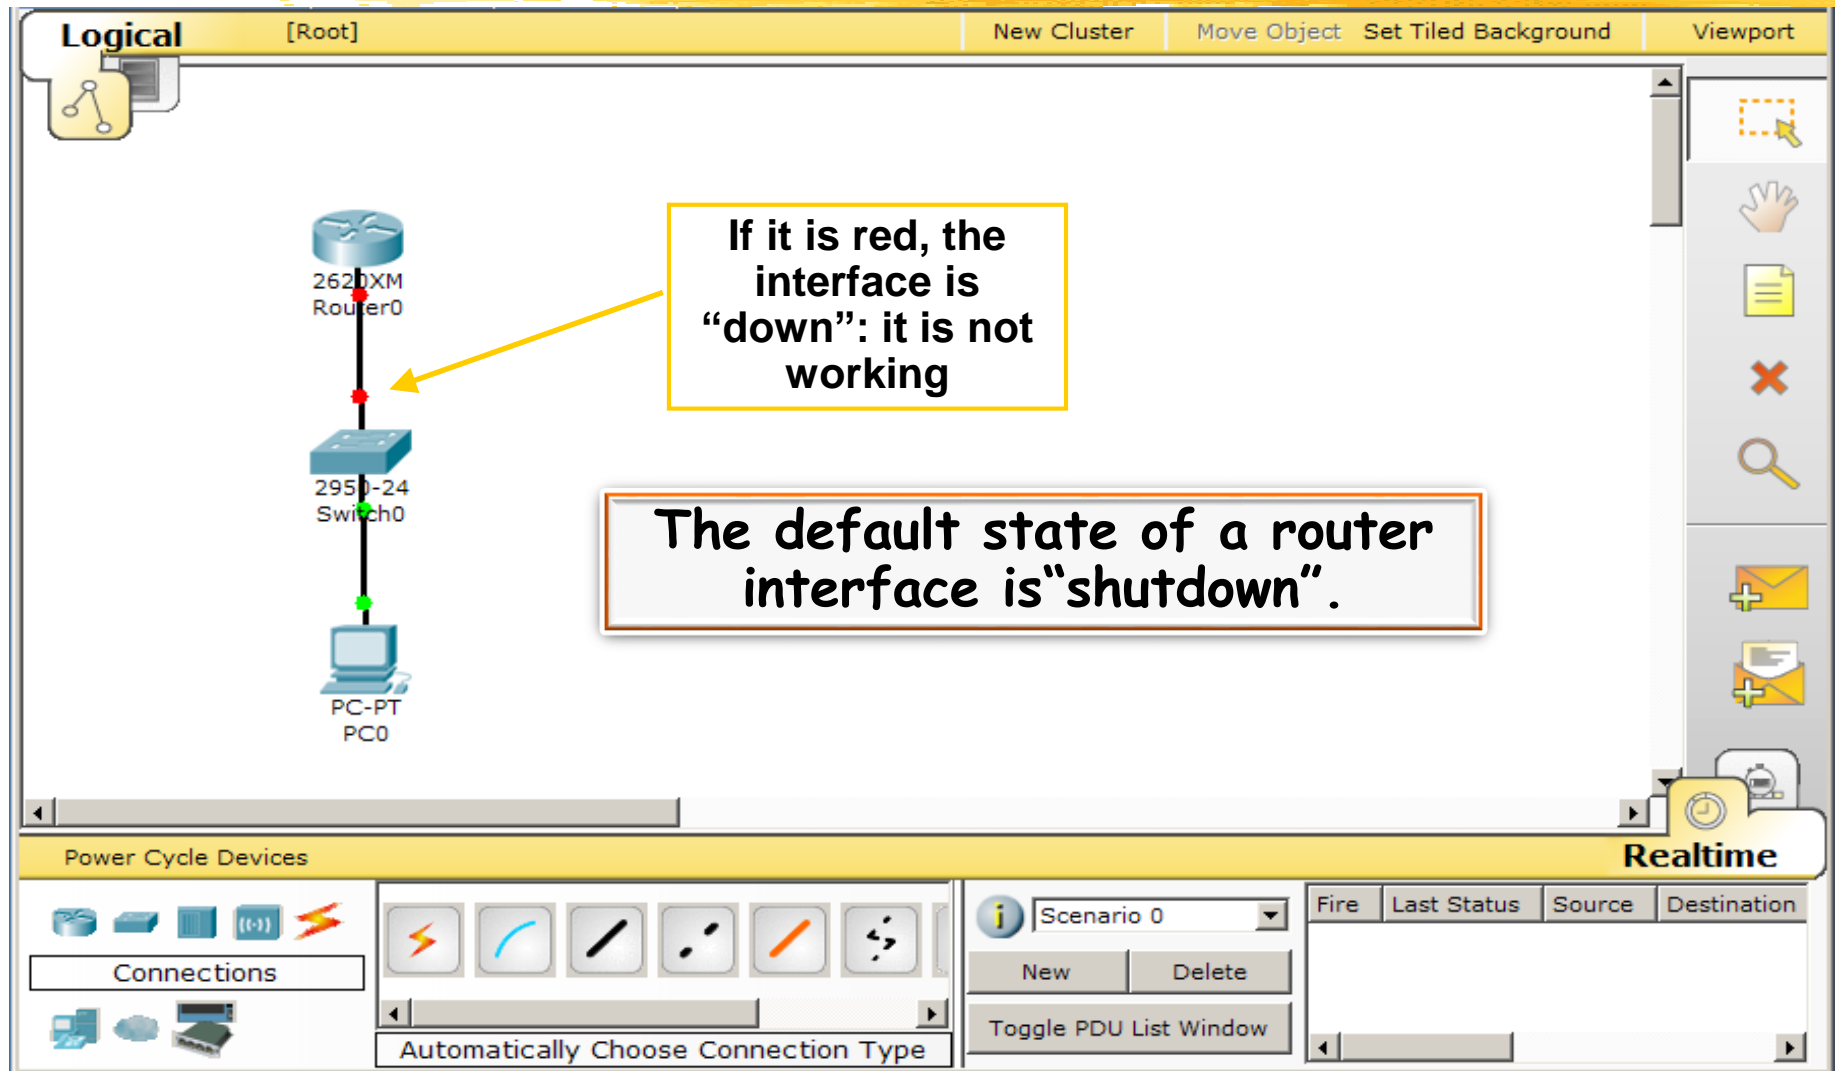 Logical
[Root]
New Cluster
Move Object
Set Tiled Background
Viewport
2620XM
Router0
If it is red, the
interface is
“down”: it is not
working
2950-24
Switch0
The default state of a router
interface is“shutdown”.
PC-PT
PC0
Power Cycle Devices
Realtime
Connections
Automatically Choose Connection Type
i
Scenario 0
New
Delete
Toggle PDU List Window
Fire
Last Status
Source
Destination